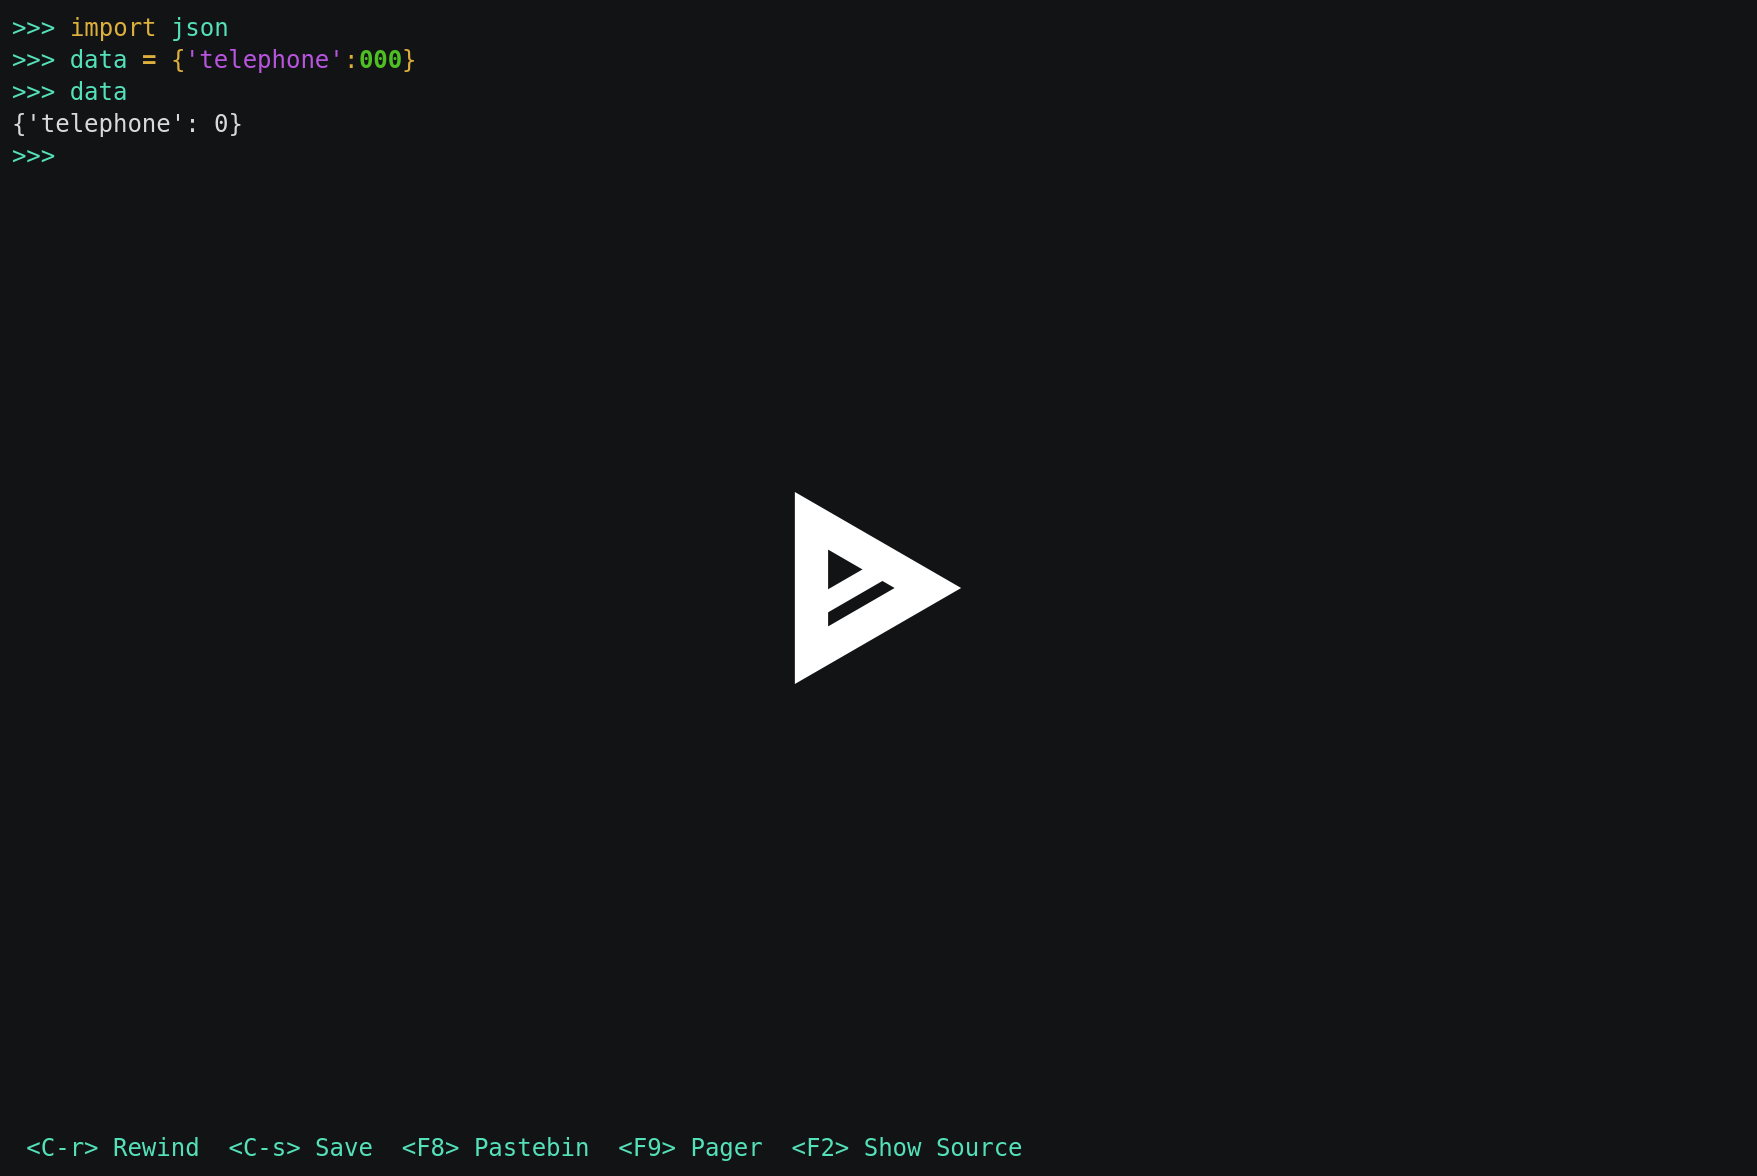 >>> import json
>>> data = {'telephone':000}
>>> data
{'telephone': 0}
>>>
<C-r> Rewind  <C-s> Save  <F8> Pastebin  <F9> Pager  <F2> Show Source